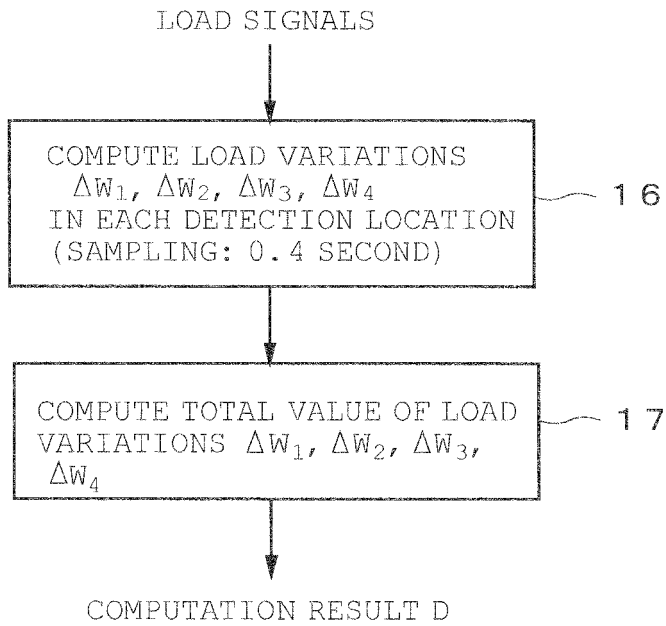 LOAD SIGNALS
COMPUTE LOAD VARIATIONS
ΔW₁, ΔW₂, ΔW₃, ΔW₄
IN EACH DETECTION LOCATION
(SAMPLING: 0.4 SECOND)
16
COMPUTE TOTAL VALUE OF LOAD
VARIATIONS ΔW₁, ΔW₂, ΔW₃,
ΔW₄
17
COMPUTATION RESULT D